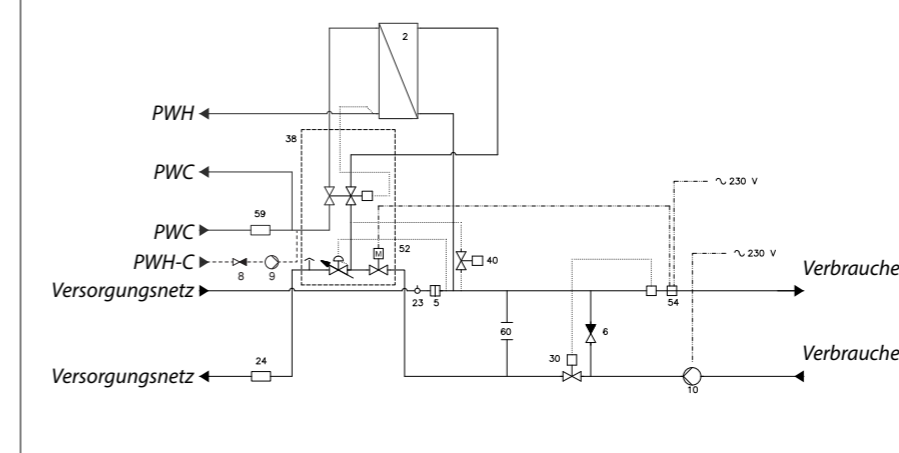 2
PWH
38
PWC
230 V
59
PWC
52
230 V
PWH-C
40
M
Verbrauche
8
9
Versorgungsnetz
23
5
54
60
6
30
24
Verbrauche
Versorgungsnetz
10